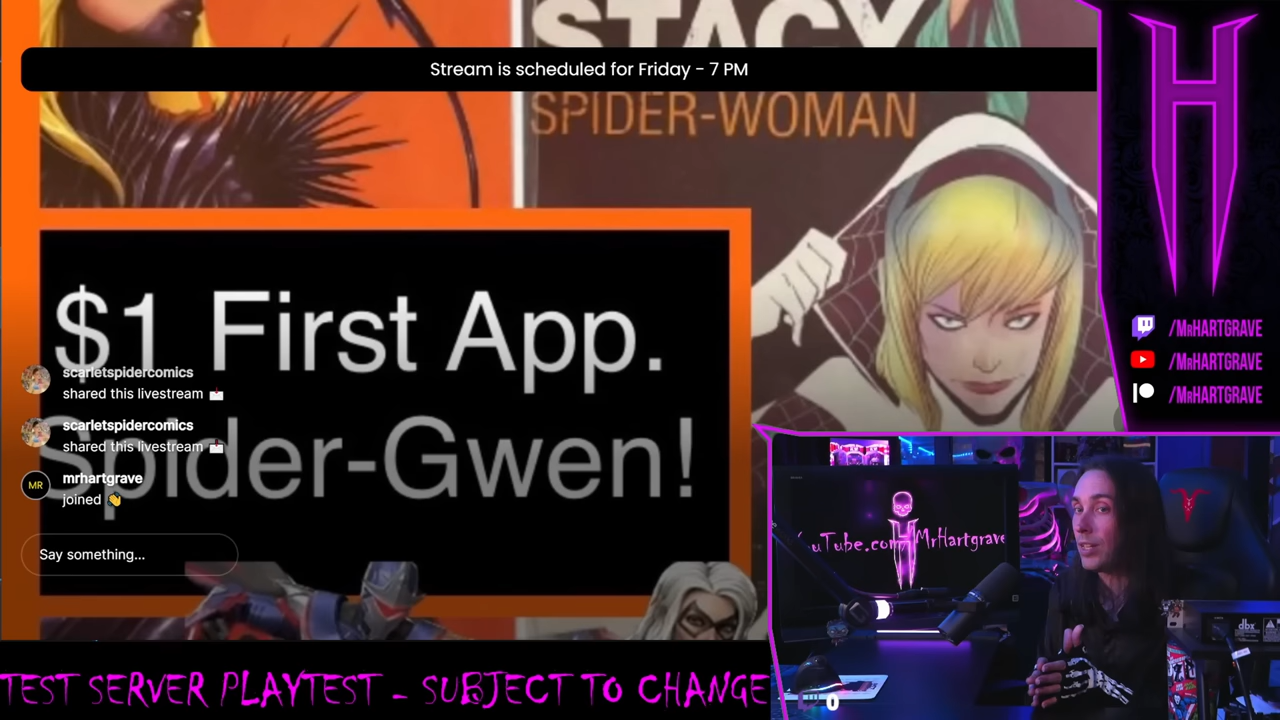 STACY
Stream is scheduled for Friday - 7 PM
SPIDER-WOMAN
$1 First App.
Spider-Gwen!
scarletspidercomics
shared this livestream
scarletspidercomics
shared this livestream
MR
mrhartgrave
joined
Say something...
H
/MRHARTGRAVE
/MRHARTGRAVE
/MRHARTGRAVE
YouTube.com/MrHartgrave
dbx
TEST SERVER PLAYTEST - SUBJECT TO CHANGE
0